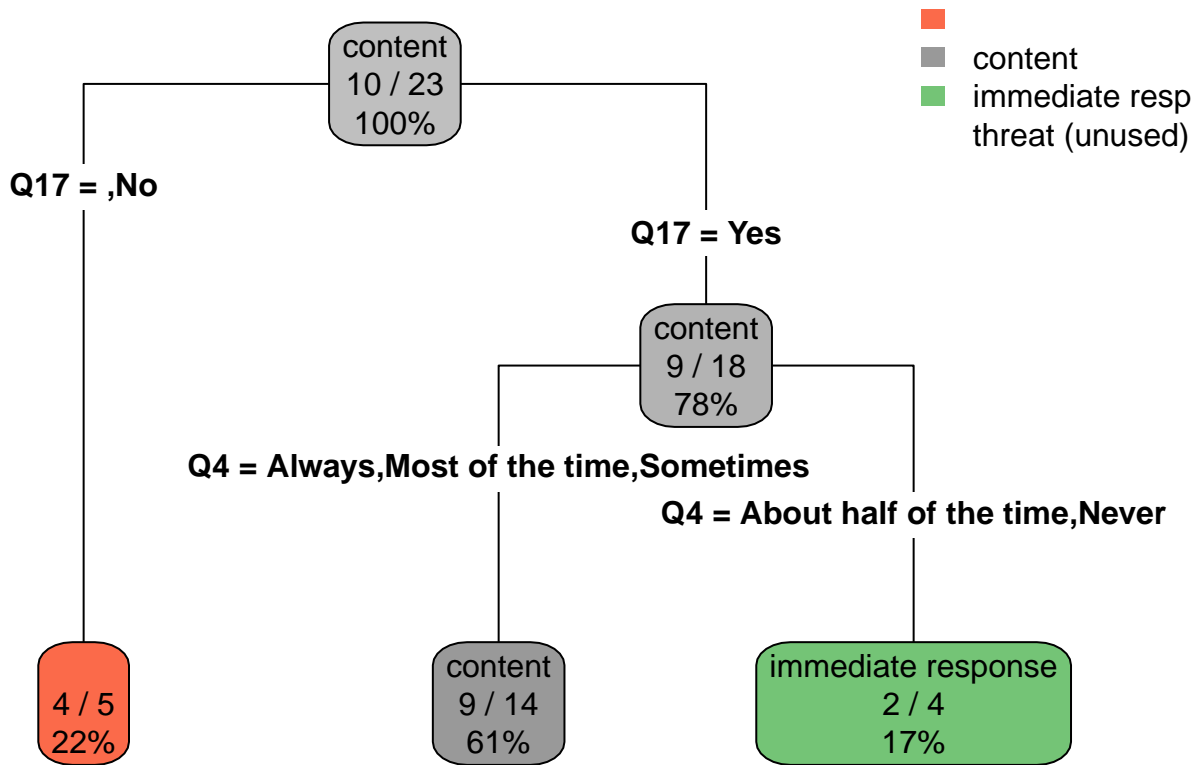 content
10 / 23
100%
content
immediate resp
threat (unused)
Q17 = ,No
Q17 = Yes
content
9 / 18
78%
Q4 = Always,Most of the time,Sometimes
Q4 = About half of the time,Never
4 / 5
22%
content
9 / 14
61%
immediate response
2 / 4
17%